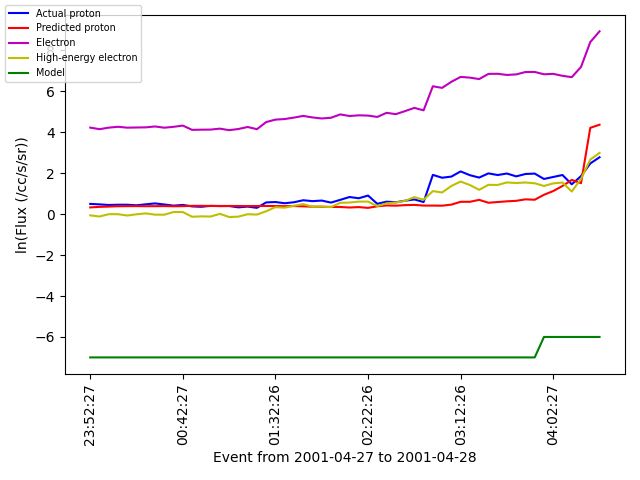 Actual proton
Predicted proton
Electron
High-energy electron
Model
8
6
4
2
0
−2
−4
−6
ln(Flux (/cc/s/sr))
23:52:27
00:42:27
01:32:26
02:22:26
03:12:26
04:02:27
Event from 2001-04-27 to 2001-04-28